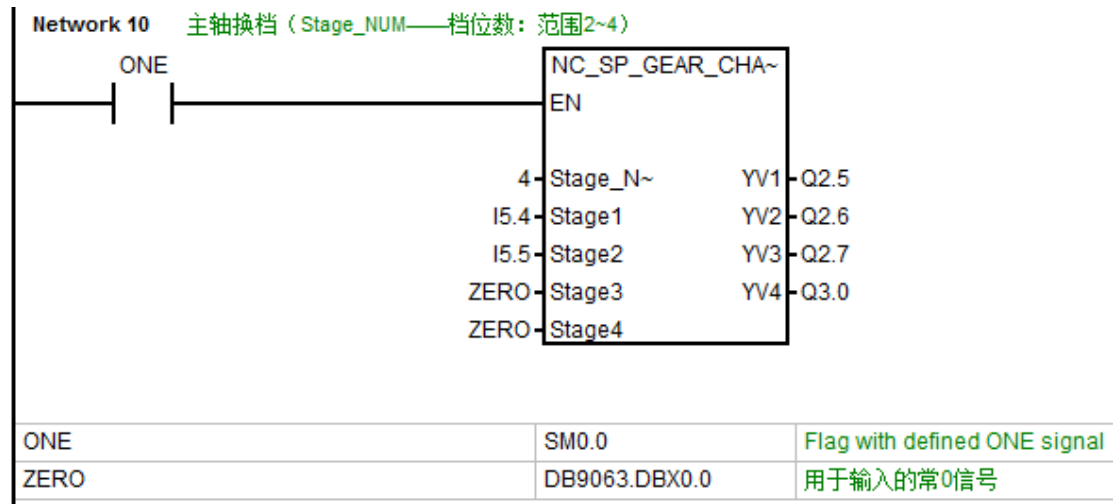 Network 10 主轴换档（Stage_NUM——档位数：范围2~4）
ONE
NC_SP_GEAR_CHA~
EN
4 Stage_N~ YV1 Q2.5
I5.4 Stage1 YV2 Q2.6
I5.5 Stage2 YV3 Q2.7
ZERO Stage3 YV4 Q3.0
ZERO Stage4
ONE SM0.0 Flag with defined ONE signal
ZERO DB9063.DBX0.0 用于输入的常0信号